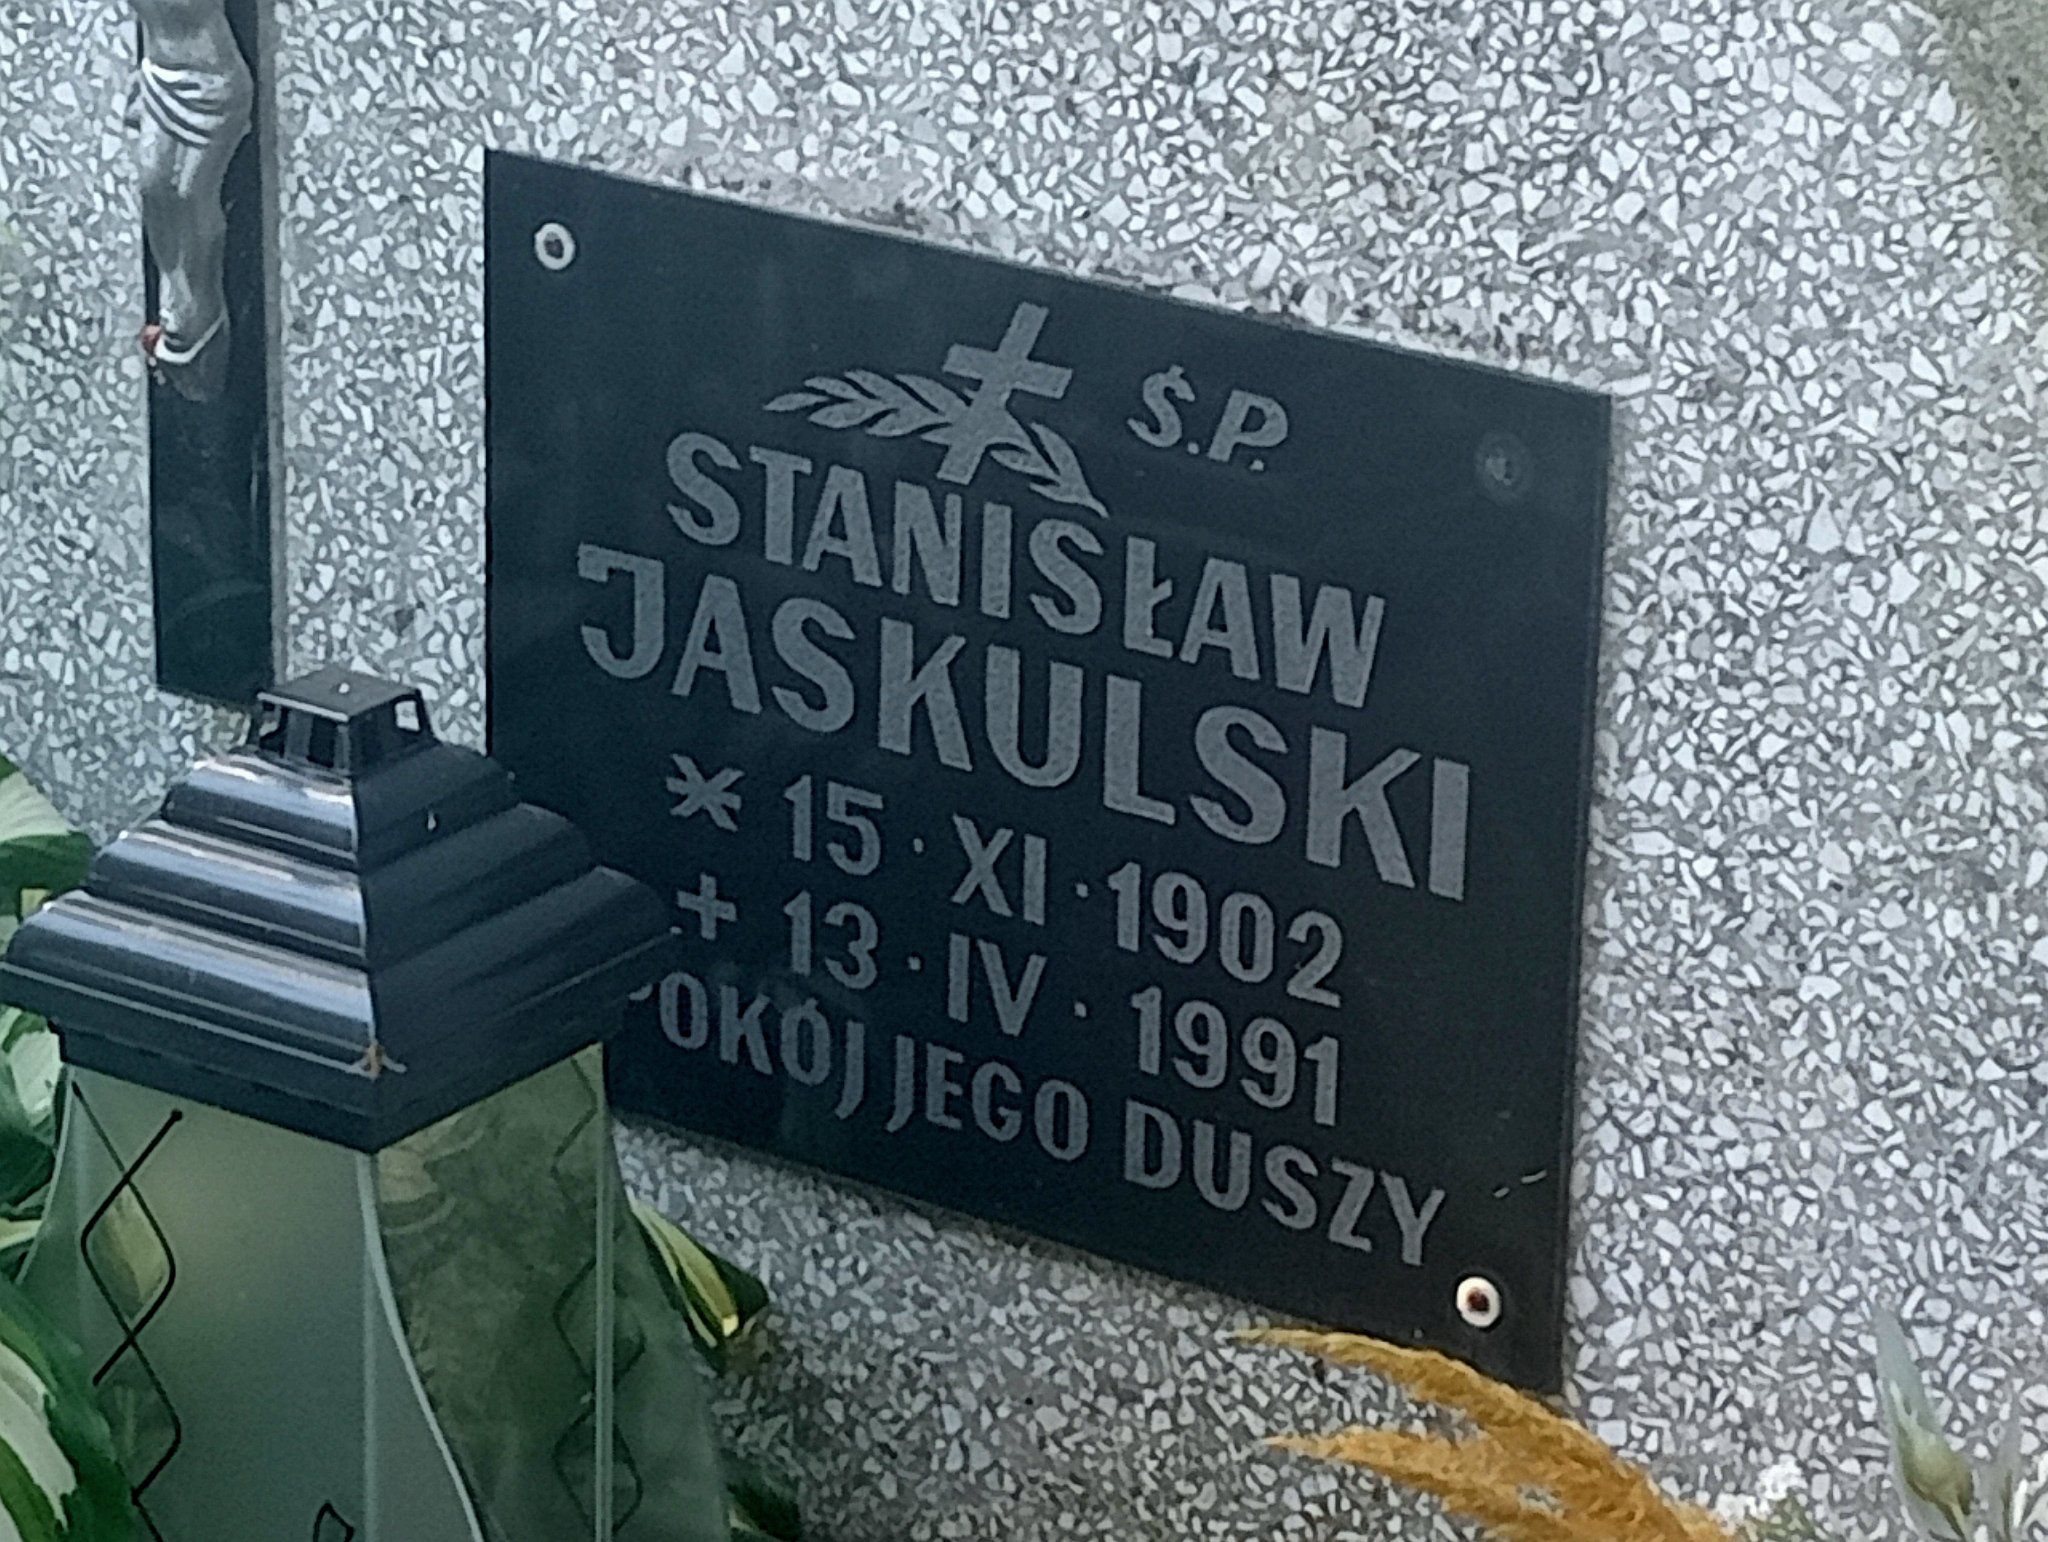 Ś.P.
STANISŁAW
JASKULSKI
* 15 · XI · 1902
+ 13 · IV · 1991
POKÓJ JEGO DUSZY